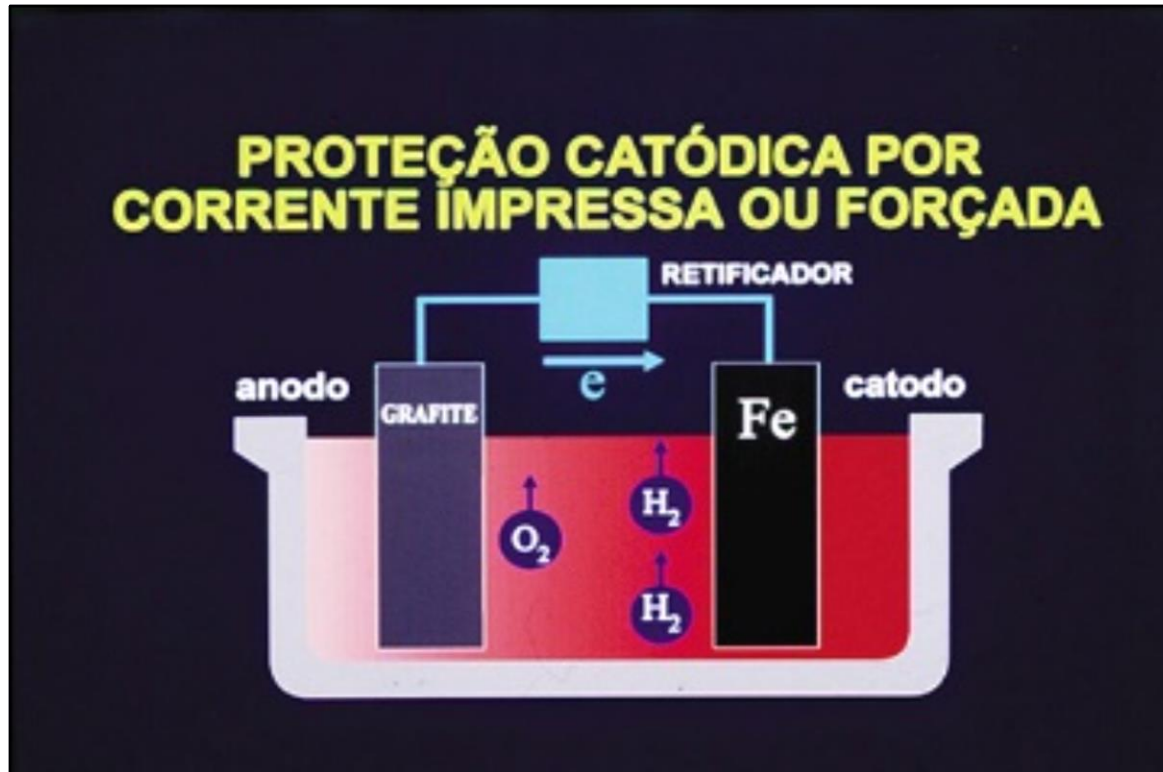 PROTEÇÃO CATÓDICA POR
CORRENTE IMPRESSA OU FORÇADA
RETIFICADOR
e
anodo
catodo
GRAFITE
Fe
O₂
H₂
H₂